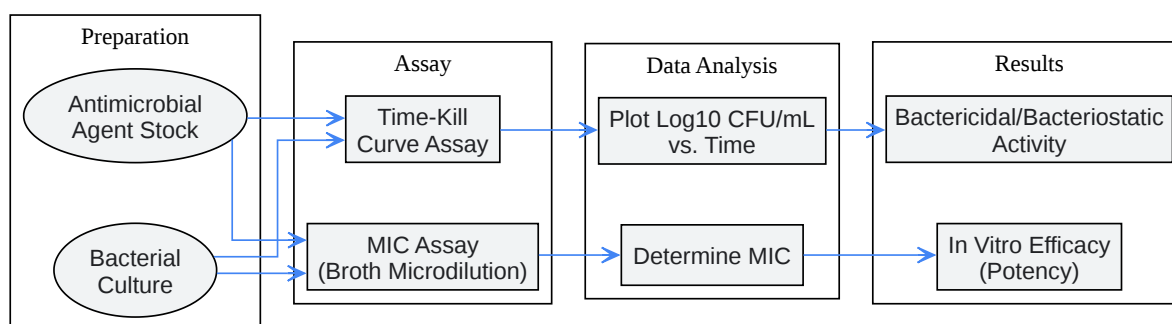 Preparation
Antimicrobial
Agent Stock
Bacterial
Culture
Assay
Time-Kill
Curve Assay
MIC Assay
(Broth Microdilution)
Data Analysis
Plot Log10 CFU/mL
vs. Time
Determine MIC
Results
Bactericidal/Bacteriostatic
Activity
In Vitro Efficacy
(Potency)